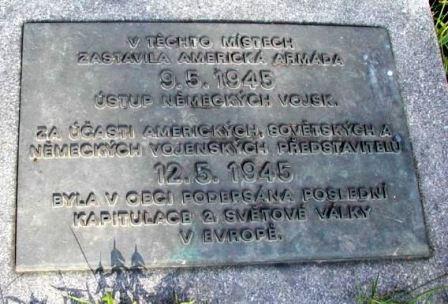 V TĚCHTO MÍSTECH
ZASTAVILA AMERICKÁ ARMÁDA
9.5.1945
ÚSTUP NĚMECKÝCH VOJSK.
ZA ÚČASTI AMERICKÝCH, SOVĚTSKÝCH A
NĚMECKÝCH VOJENSKÝCH PŘEDSTAVITELŮ
12.5.1945
BYLA V OBCI PODEPSÁNA POSLEDNÍ
KAPITULACE 2. SVĚTOVÉ VÁLKY
V EVROPĚ.